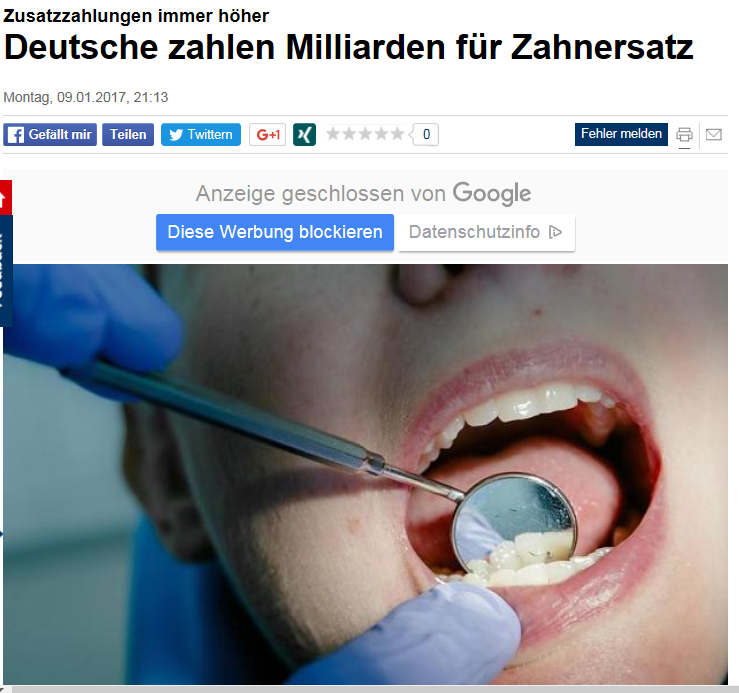 Zusatzzahlungen immer höher
Deutsche zahlen Milliarden für Zahnersatz
Montag, 09.01.2017, 21:13
Gefällt mir Teilen Twittern G+1 0 Fehler melden
Anzeige geschlossen von Google
Diese Werbung blockieren Datenschutzinfo